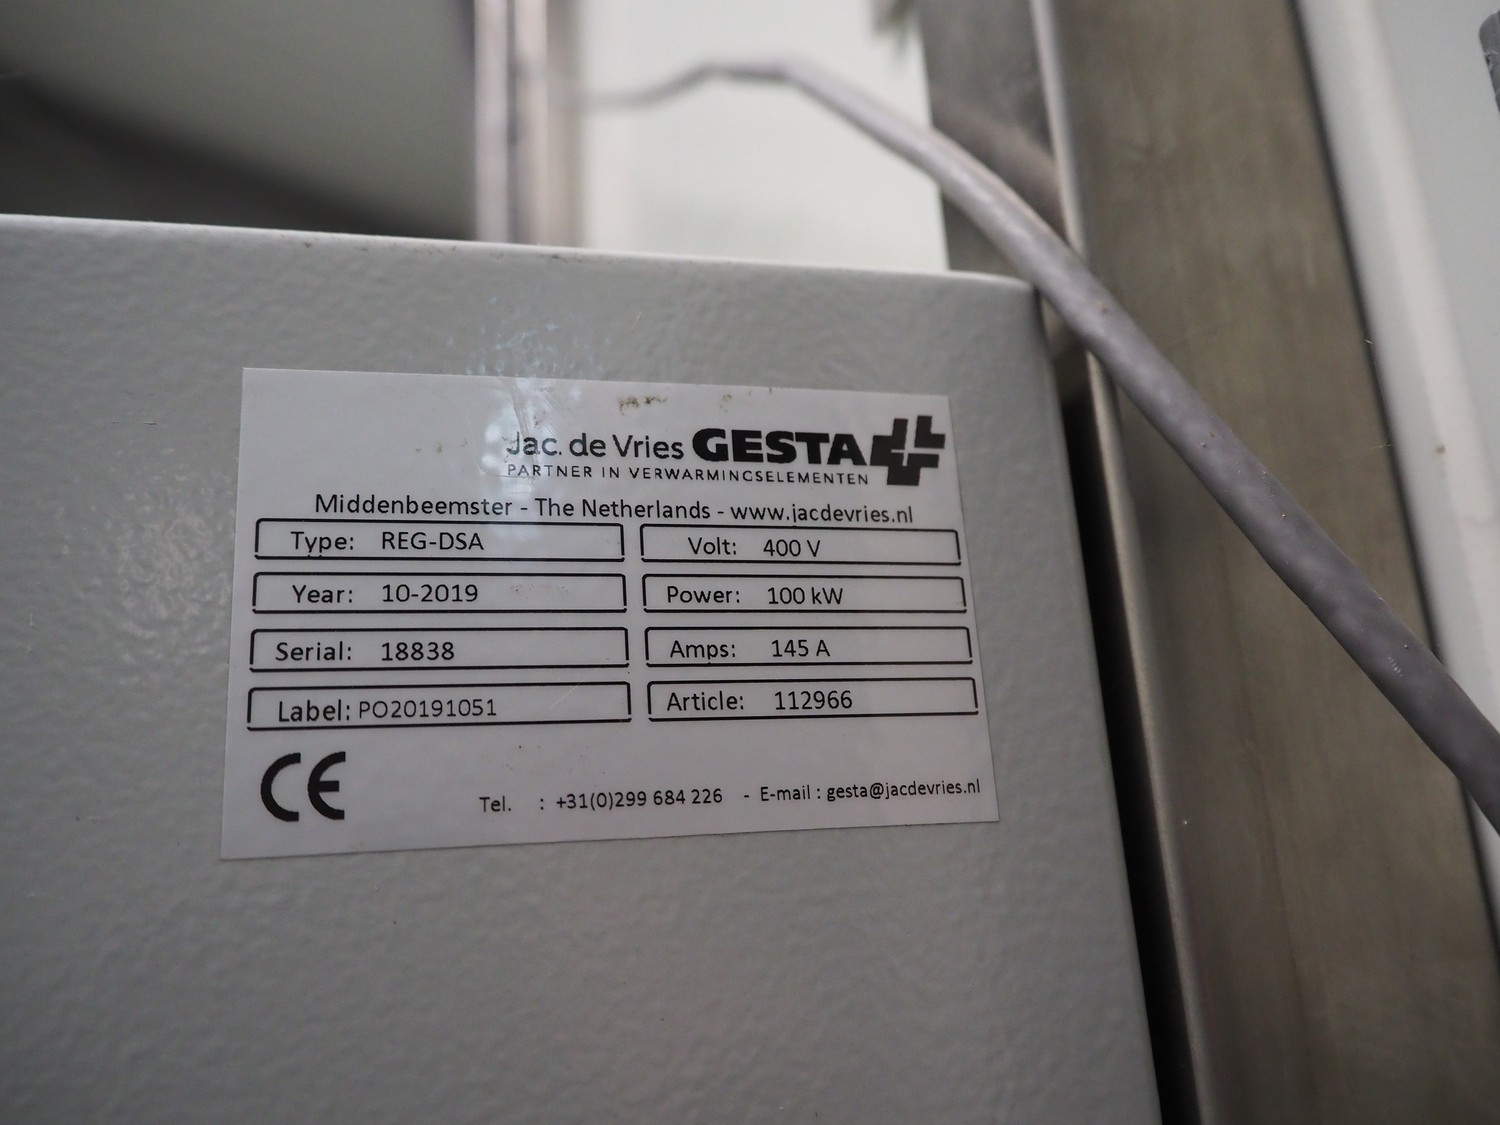 Jac. de Vries GESTA
PARTNER IN VERWARMINGSELEMENTEN
Middenbeemster - The Netherlands - www.jacdevries.nl
Type: REG-DSA Volt: 400 V
Year: 10-2019 Power: 100 kW
Serial: 18838 Amps: 145 A
Label: PO20191051 Article: 112966
CE
Tel. : +31(0)299 684 226 - E-mail : gesta@jacdevries.nl